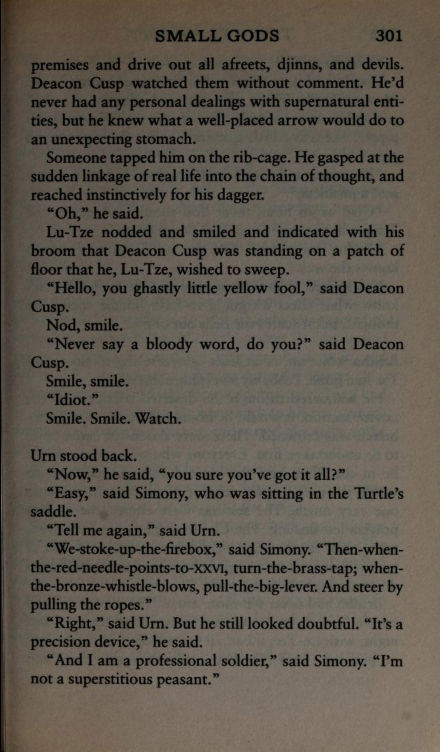 SMALL GODS 301
premises and drive out all afreets, djinns, and devils.
Deacon Cusp watched them without comment. He'd
never had any personal dealings with supernatural enti-
ties, but he knew what a well-placed arrow would do to
an unexpecting stomach.
Someone tapped him on the rib-cage. He gasped at the
sudden linkage of real life into the chain of thought, and
reached instinctively for his dagger.
"Oh," he said.
Lu-Tze nodded and smiled and indicated with his
broom that Deacon Cusp was standing on a patch of
floor that he, Lu-Tze, wished to sweep.
"Hello, you ghastly little yellow fool," said Deacon
Cusp.
Nod, smile.
"Never say a bloody word, do you?" said Deacon
Cusp.
Smile, smile.
"Idiot."
Smile. Smile. Watch.
Urn stood back.
"Now," he said, "you sure you've got it all?"
"Easy," said Simony, who was sitting in the Turtle's
saddle.
"Tell me again," said Urn.
"We-stoke-up-the-firebox," said Simony. "Then-when-
the-red-needle-points-to-XXVI, turn-the-brass-tap; when-
the-bronze-whistle-blows, pull-the-big-lever. And steer by
pulling the ropes."
"Right," said Urn. But he still looked doubtful. "It's a
precision device," he said.
"And I am a professional soldier," said Simony. "I'm
not a superstitious peasant."